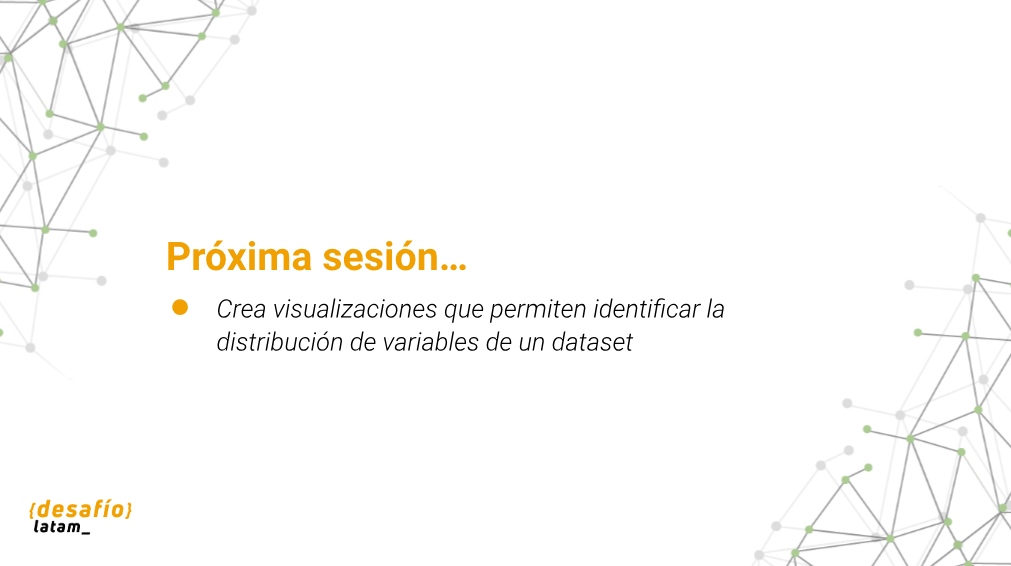 Próxima sesión…
● Crea visualizaciones que permiten identificar la
distribución de variables de un dataset
{desafío}
latam_